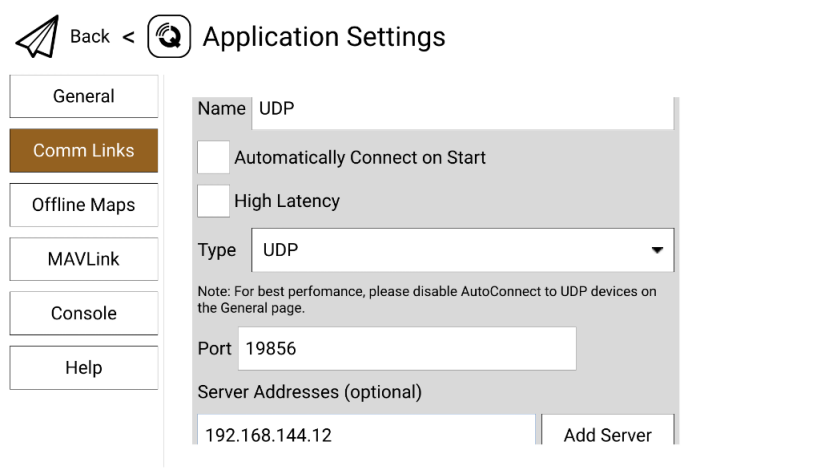 Back < Application Settings
General
Comm Links
Offline Maps
MAVLink
Console
Help
Name UDP
Automatically Connect on Start
High Latency
Type UDP
Note: For best perfomance, please disable AutoConnect to UDP devices on
the General page.
Port 19856
Server Addresses (optional)
192.168.144.12 Add Server